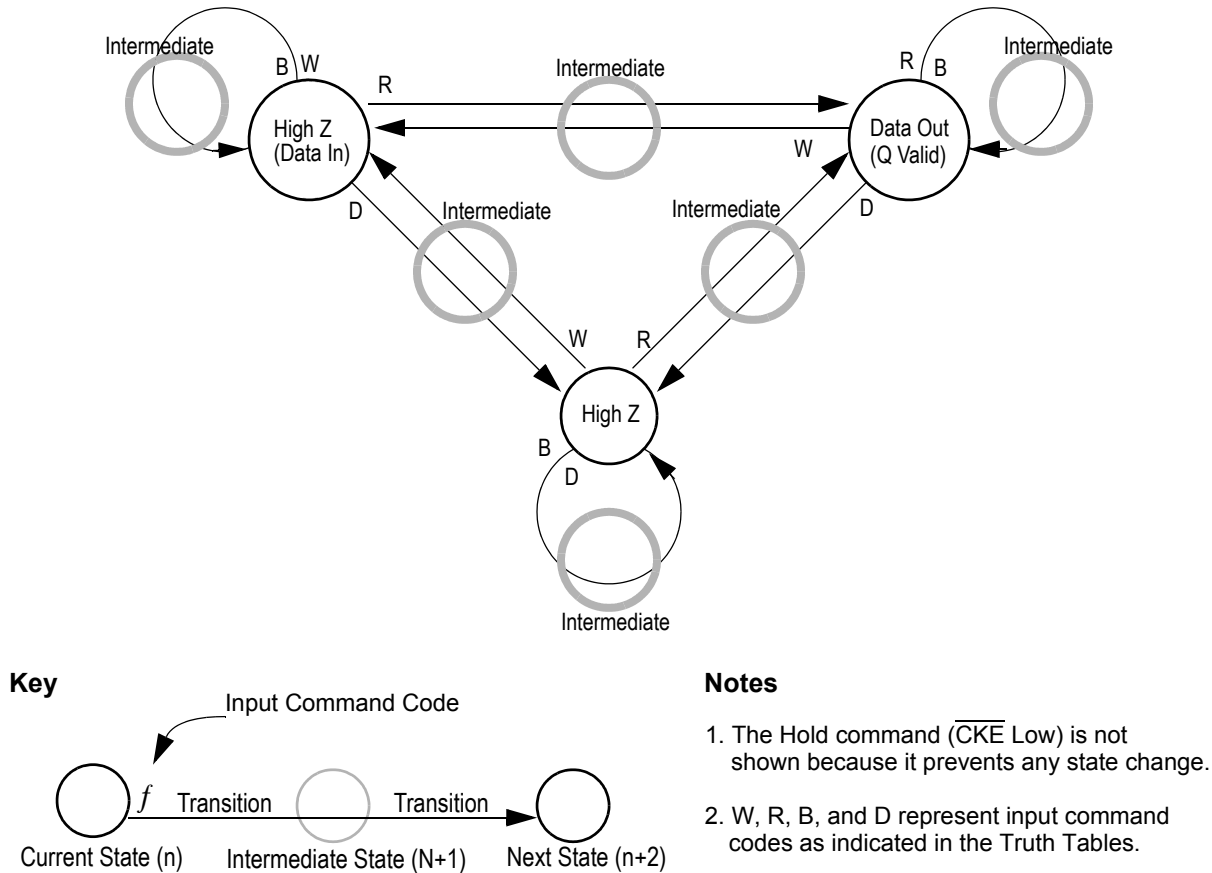 Intermediate
B W
High Z
(Data In)
R
Intermediate
W
R B
Intermediate
Data Out
(Q Valid)
D
Intermediate
Intermediate
D
W
R
High Z
B
D
Intermediate
Key
Input Command Code
f
Transition
Transition
Current State (n)
Intermediate State (N+1)
Next State (n+2)
Notes
1. The Hold command (C̅K̅E̅ Low) is not
shown because it prevents any state change.
2. W, R, B, and D represent input command
codes as indicated in the Truth Tables.